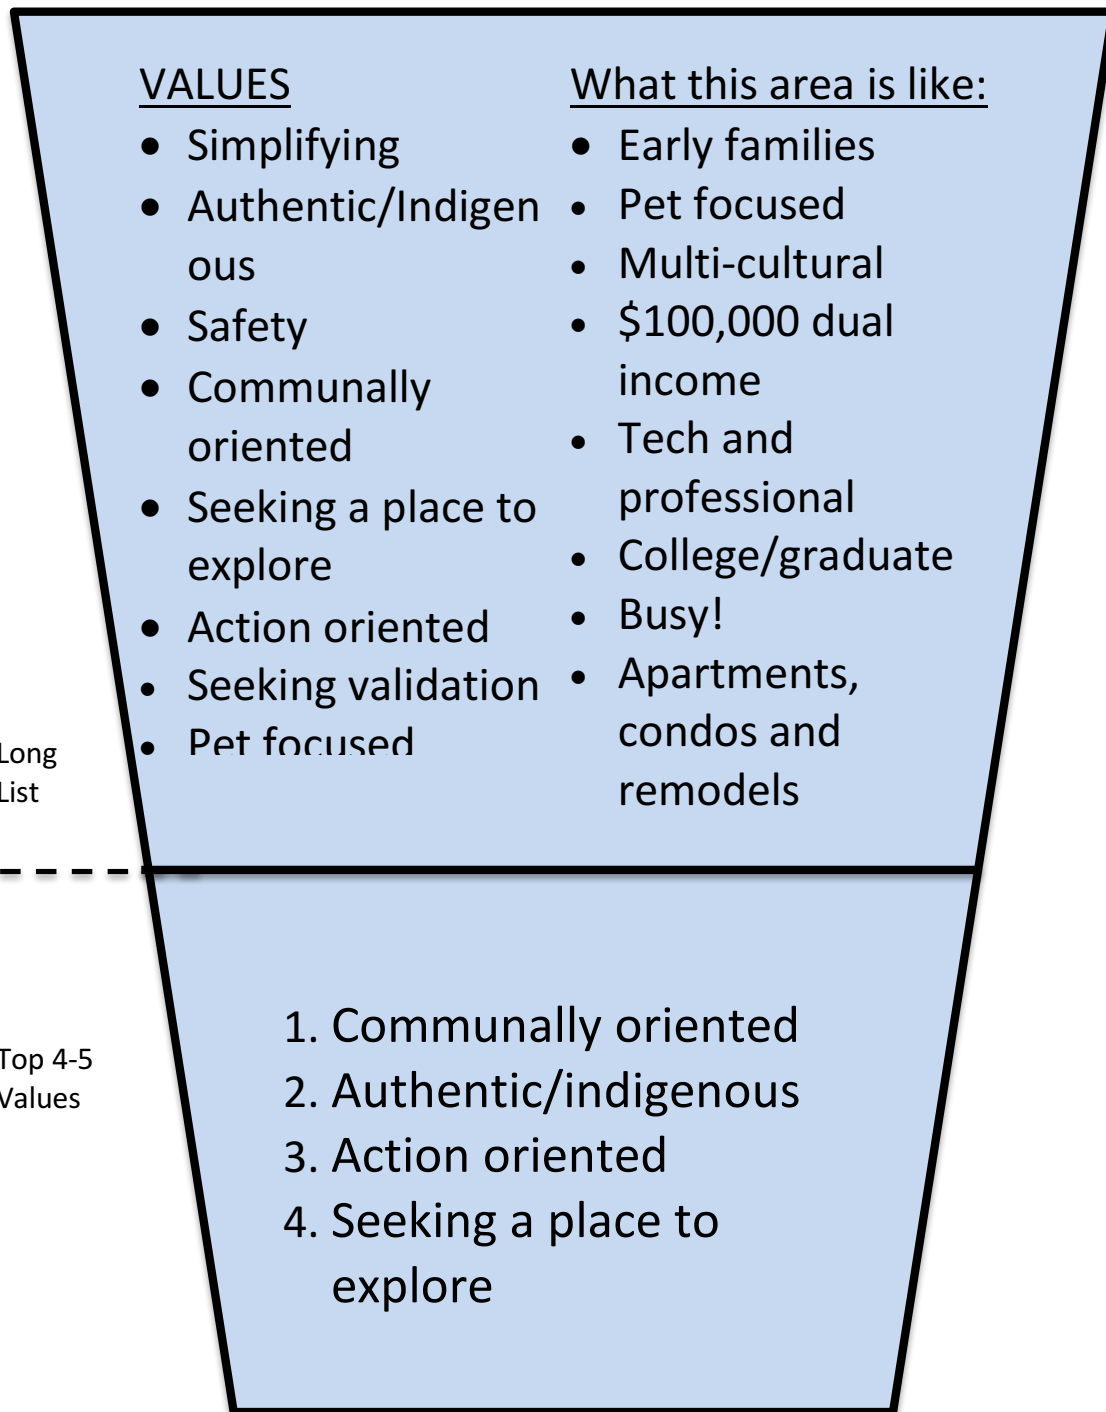 VALUES
• Simplifying
• Authentic/Indigen
ous
• Safety
• Communally
oriented
• Seeking a place to
explore
• Action oriented
• Seeking validation
• Pet focused
What this area is like:
• Early families
• Pet focused
• Multi-cultural
• $100,000 dual
income
• Tech and
professional
• College/graduate
• Busy!
• Apartments,
condos and
remodels
Long
List
Top 4-5
Values
1. Communally oriented
2. Authentic/indigenous
3. Action oriented
4. Seeking a place to
explore